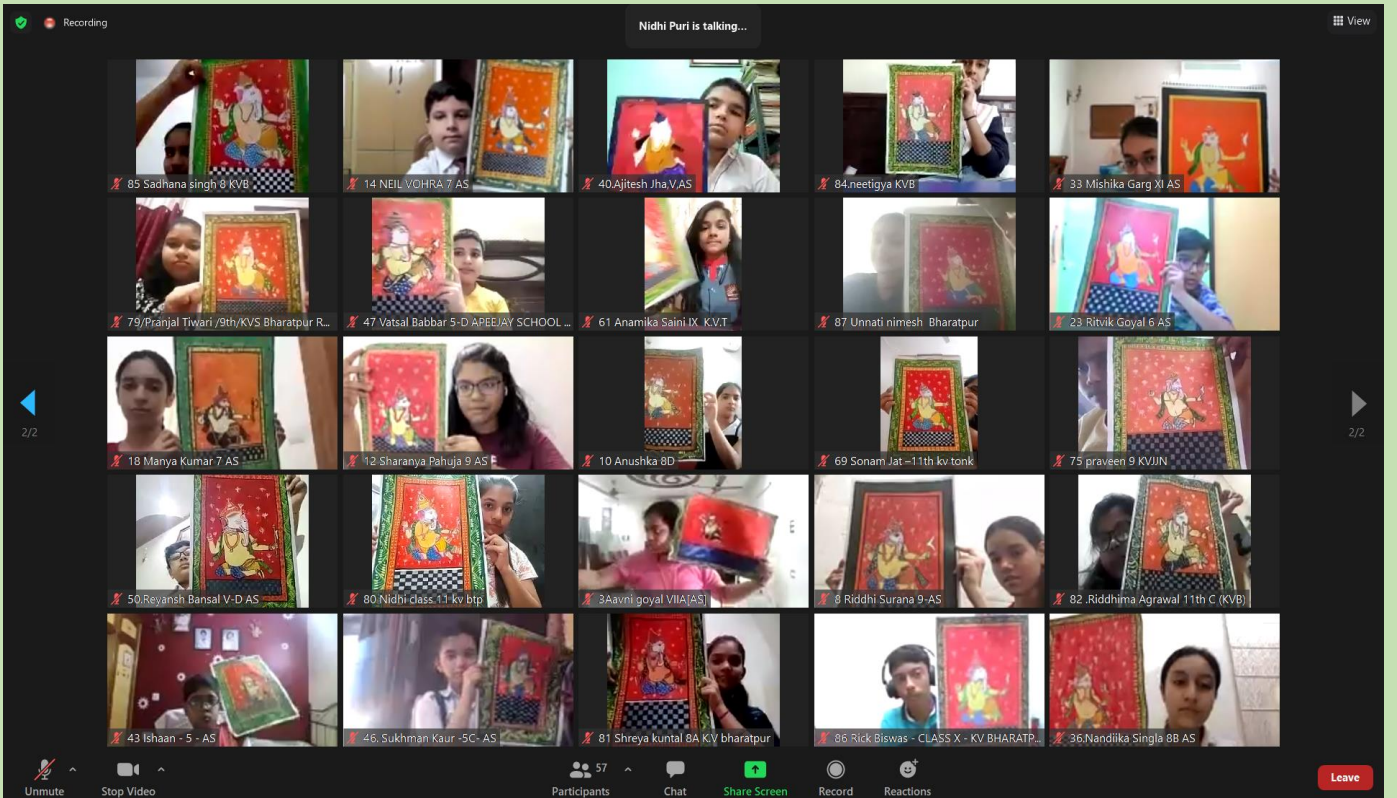 Recording
Nidhi Puri is talking...
View
85 Sadhana singh 8 KVB
14 NEIL VOHRA 7 AS
40.Ajitesh Jha,V,AS
84.neetigya KVB
33 Mishika Garg XI AS
79/Pranjal Tiwari /9th/KVS Bharatpur R...
47 Vatsal Babbar 5-D APEEJAY SCHOOL ...
61 Anamika Saini IX K.V.T
87 Unnati nimesh Bharatpur
23 Ritvik Goyal 6 AS
2/2
2/2
18 Manya Kumar 7 AS
12 Sharanya Pahuja 9 AS
10 Anushka 8D
69 Sonam Jat –11th kv tonk
75 praveen 9 KVJJN
50.Reyansh Bansal V-D AS
80 Nidhi class 11 kv btp
3Aavni goyal VIIA[AS]
8 Riddhi Surana 9-AS
82 .Riddhima Agrawal 11th C (KVB)
43 Ishaan - 5 - AS
46. Sukhman Kaur -5C- AS
81 Shreya kuntal 8A K.V bharatpur
86 Rick Biswas - CLASS X - KV BHARATP...
36.Nandiika Singla 8B AS
Unmute
Stop Video
57
Participants
Chat
Share Screen
Record
Reactions
Leave